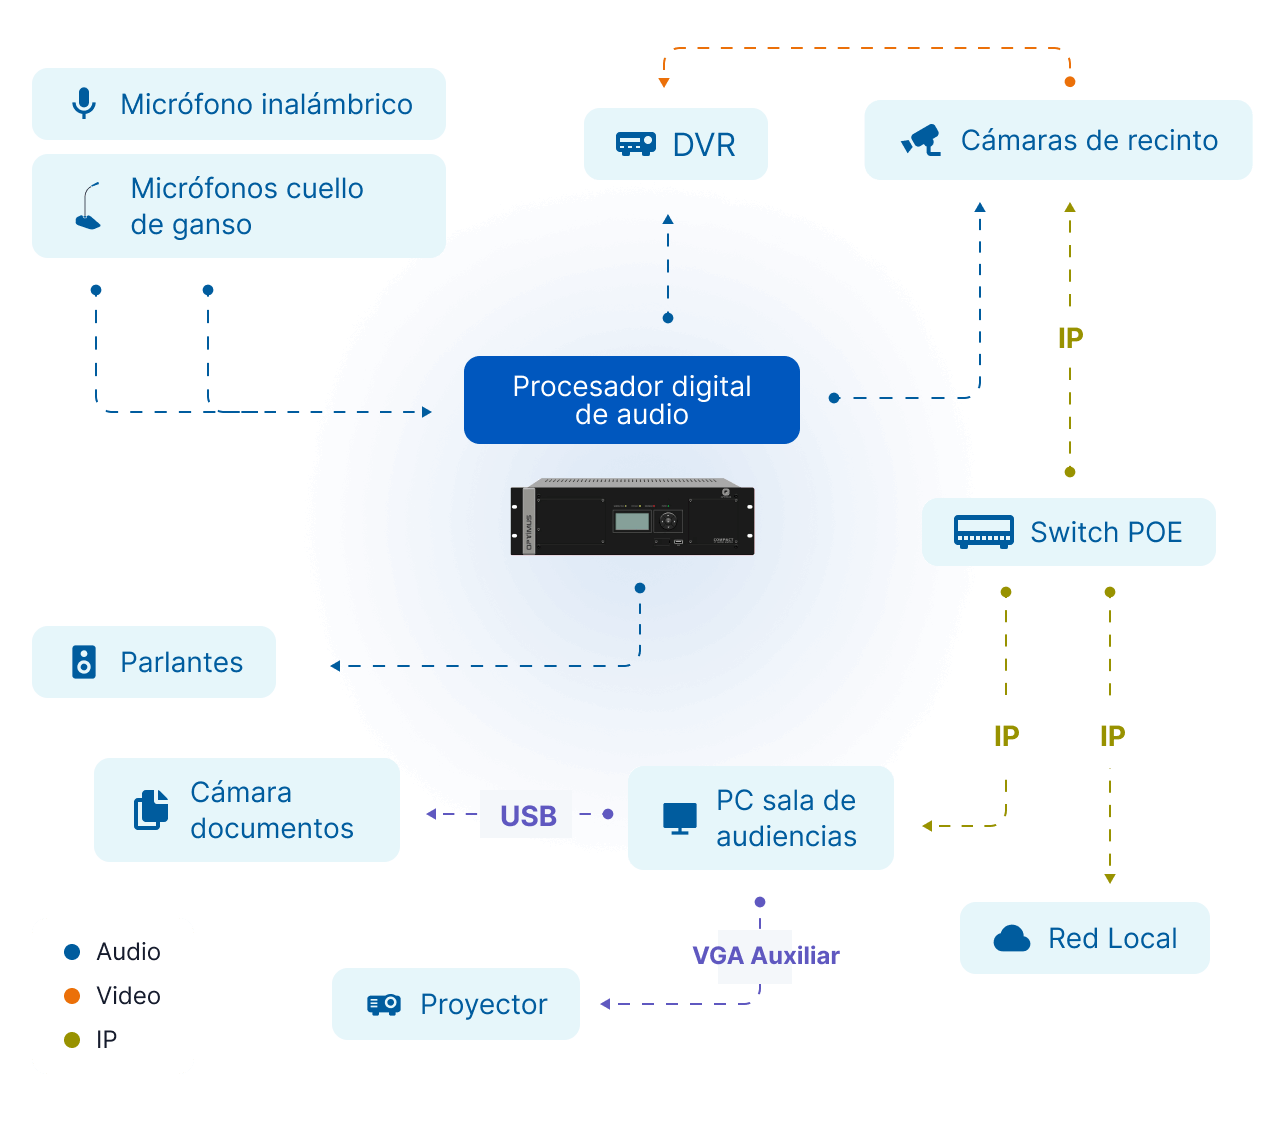 Micrófono inalámbrico
Micrófonos cuello
de ganso
DVR
Cámaras de recinto
IP
Procesador digital
de audio
OPTIMUS
COMPACT
Switch POE
Parlantes
IP
IP
Cámara
documentos
USB
PC sala de
audiencias
VGA Auxiliar
Red Local
Proyector
Audio
Video
IP